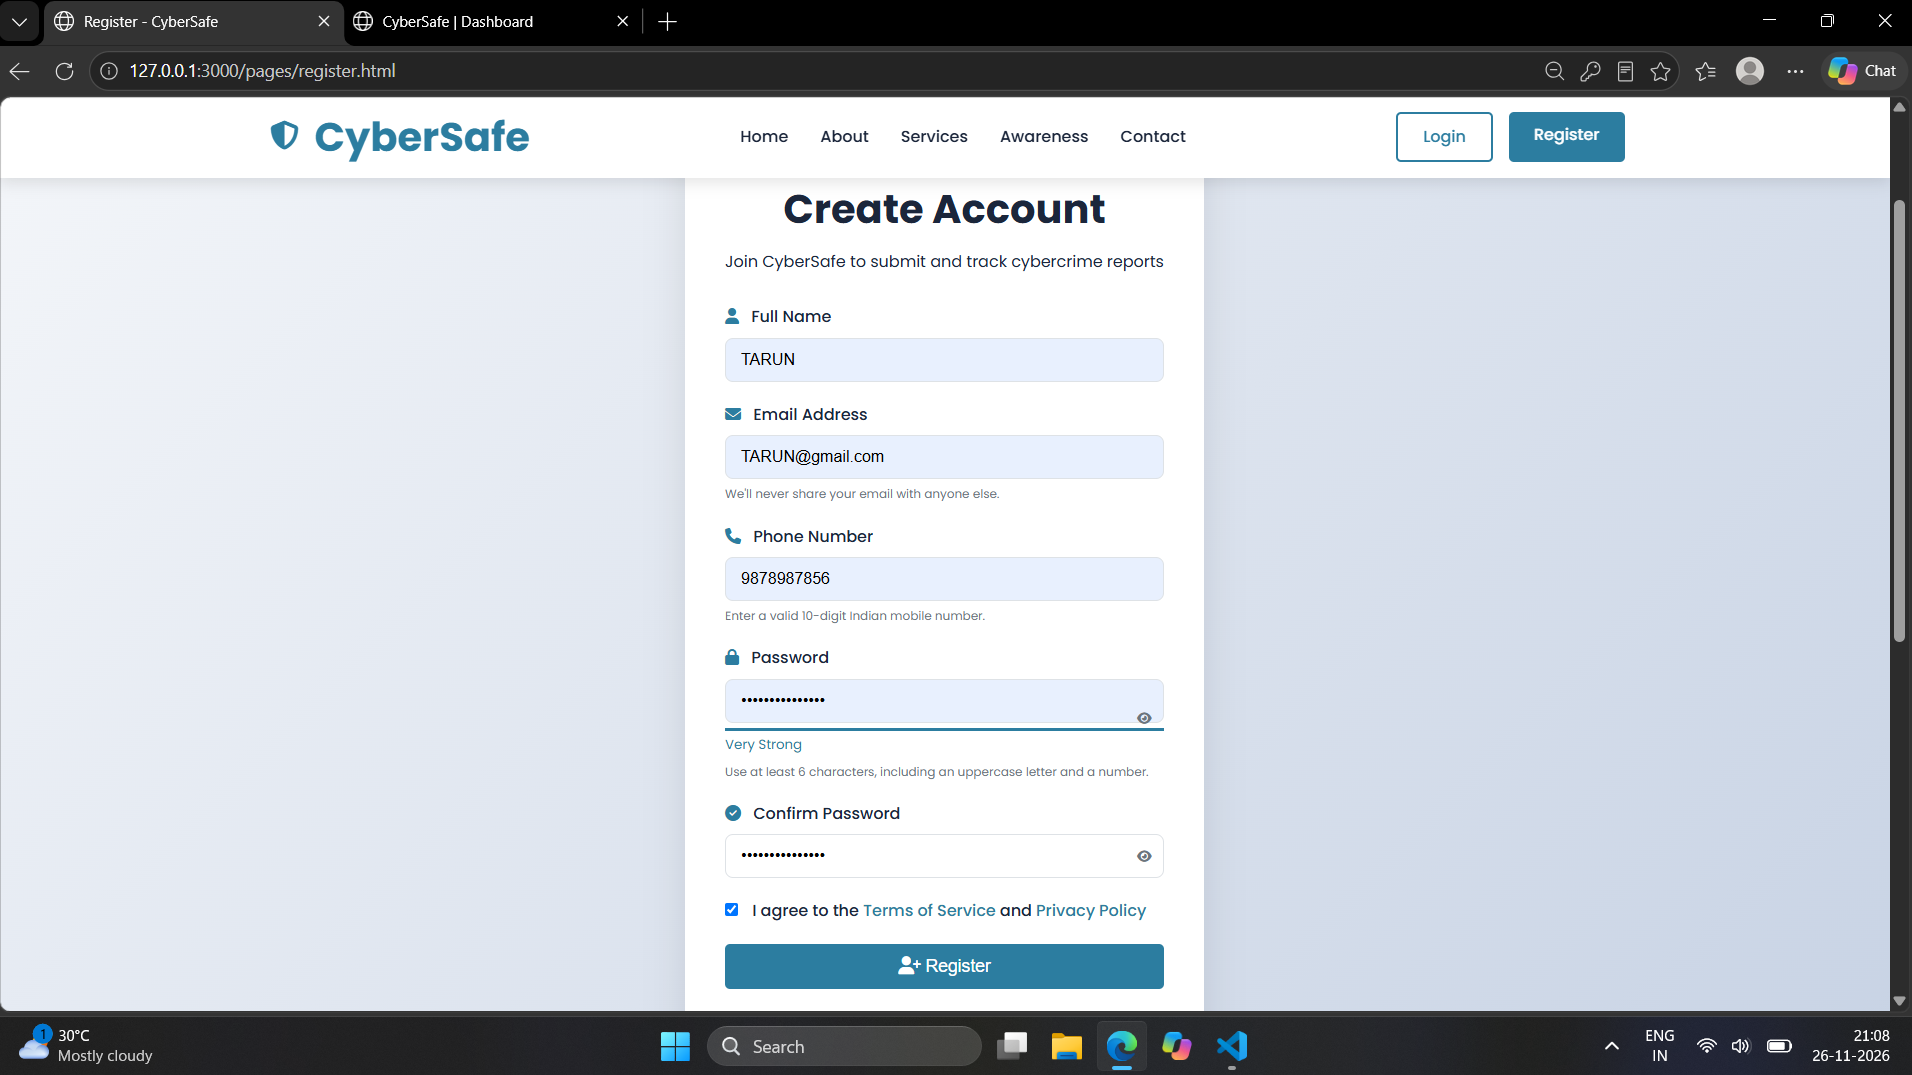 Register - CyberSafe
CyberSafe | Dashboard
127.0.0.1:3000/pages/register.html
Chat
CyberSafe
Home
About
Services
Awareness
Contact
Login
Register
Create Account
Join CyberSafe to submit and track cybercrime reports
Full Name
TARUN
Email Address
TARUN@gmail.com
We'll never share your email with anyone else.
Phone Number
9878987856
Enter a valid 10-digit Indian mobile number.
Password
•••••••••••••••
Very Strong
Use at least 6 characters, including an uppercase letter and a number.
Confirm Password
•••••••••••••••
I agree to the Terms of Service and Privacy Policy
Register
1
30°C
Mostly cloudy
Search
ENG
IN
21:08
26-11-2026